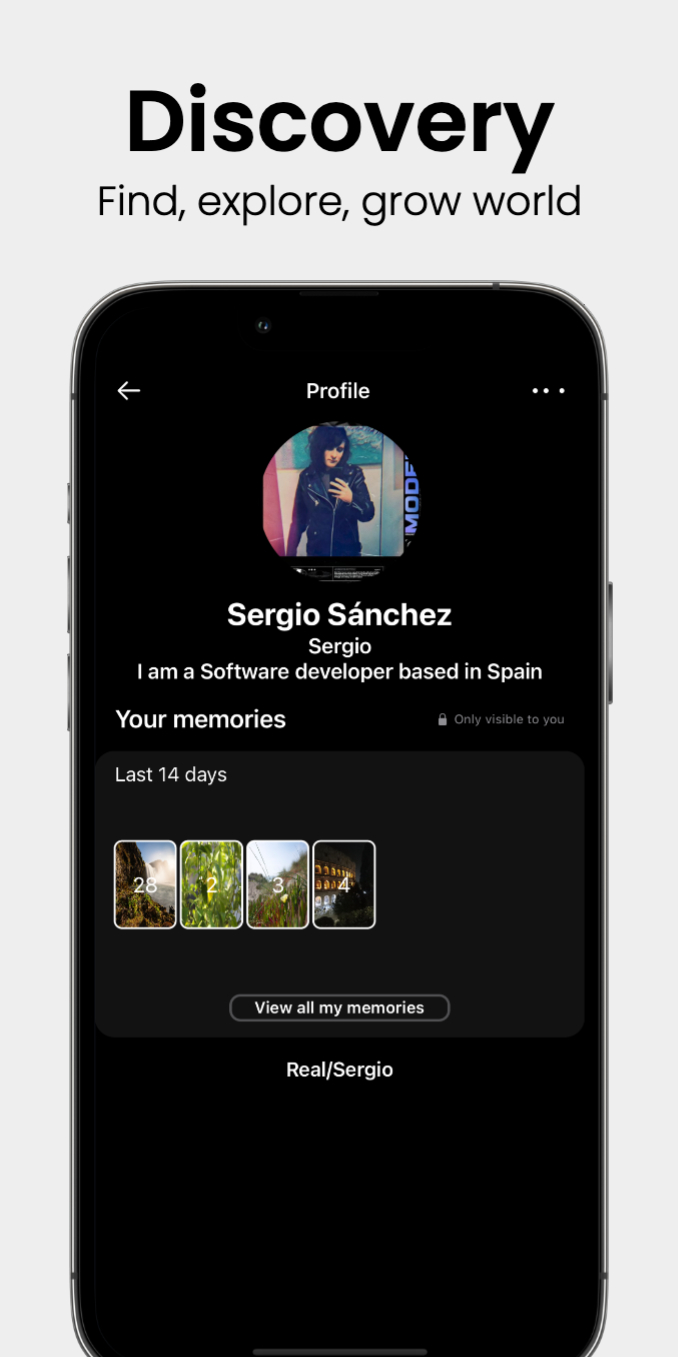 Discovery
Find, explore, grow world
Profile
MODE
Sergio Sánchez
Sergio
I am a Software developer based in Spain
Your memories
Only visible to you
Last 14 days
28 2 3 4
View all my memories
Real/Sergio